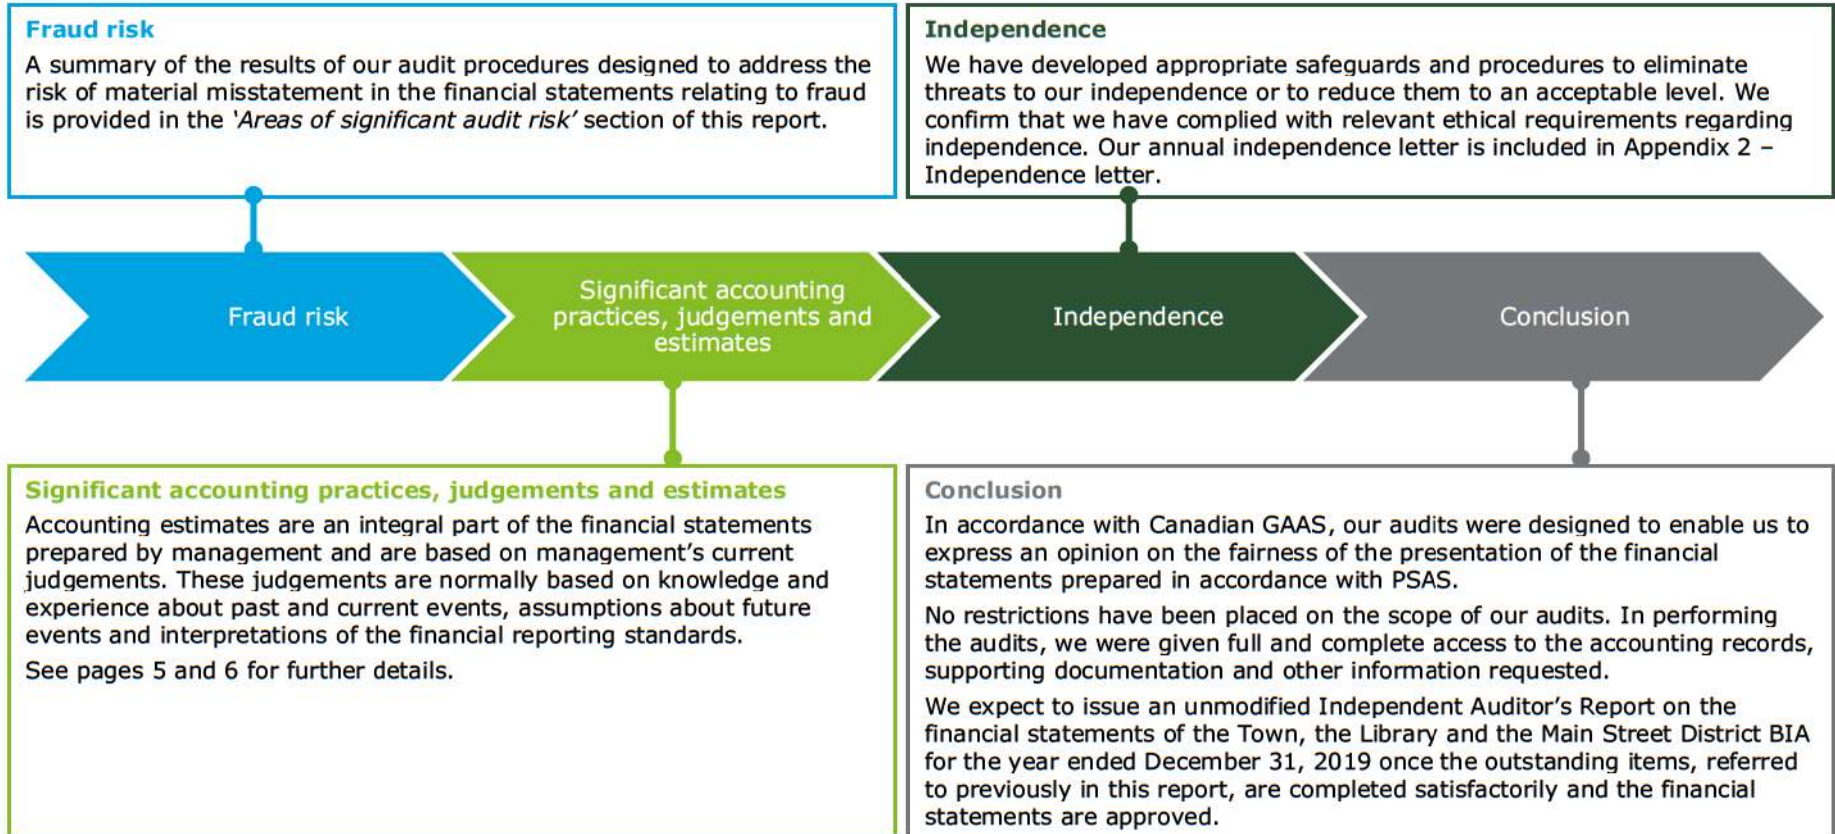 Fraud risk
A summary of the results of our audit procedures designed to address the
risk of material misstatement in the financial statements relating to fraud
is provided in the ‘Areas of significant audit risk’ section of this report.
Independence
We have developed appropriate safeguards and procedures to eliminate
threats to our independence or to reduce them to an acceptable level. We
confirm that we have complied with relevant ethical requirements regarding
independence. Our annual independence letter is included in Appendix 2 –
Independence letter.
Fraud risk
Significant accounting
practices, judgements and
estimates
Independence
Conclusion
Significant accounting practices, judgements and estimates
Accounting estimates are an integral part of the financial statements
prepared by management and are based on management’s current
judgements. These judgements are normally based on knowledge and
experience about past and current events, assumptions about future
events and interpretations of the financial reporting standards.
See pages 5 and 6 for further details.
Conclusion
In accordance with Canadian GAAS, our audits were designed to enable us to
express an opinion on the fairness of the presentation of the financial
statements prepared in accordance with PSAS.
No restrictions have been placed on the scope of our audits. In performing
the audits, we were given full and complete access to the accounting records,
supporting documentation and other information requested.
We expect to issue an unmodified Independent Auditor’s Report on the
financial statements of the Town, the Library and the Main Street District BIA
for the year ended December 31, 2019 once the outstanding items, referred
to previously in this report, are completed satisfactorily and the financial
statements are approved.